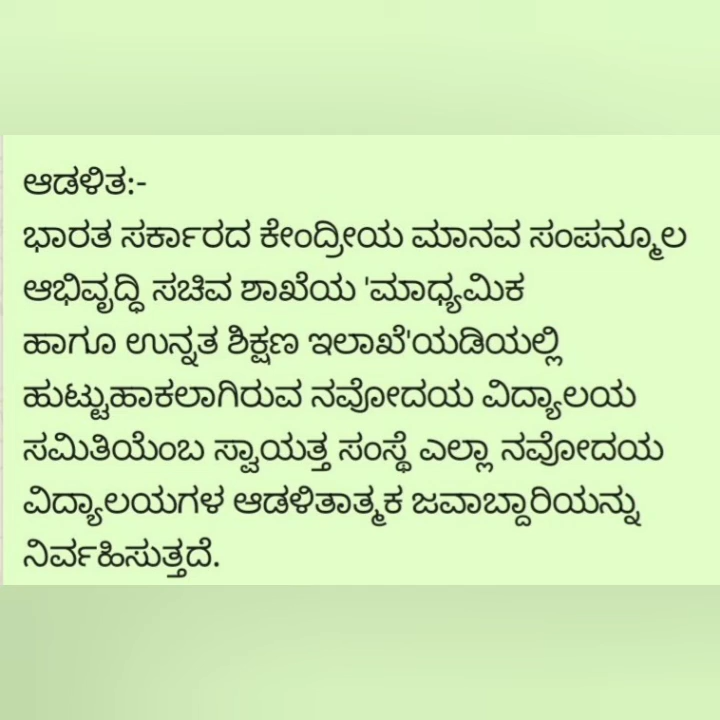 ಆಡಳಿತ:-
ಭಾರತ ಸರ್ಕಾರದ ಕೇಂದ್ರೀಯ ಮಾನವ ಸಂಪನ್ಮೂಲ
ಆಭಿವೃದ್ಧಿ ಸಚಿವ ಶಾಖೆಯ 'ಮಾಧ್ಯಮಿಕ
ಹಾಗೂ ಉನ್ನತ ಶಿಕ್ಷಣ ಇಲಾಖೆ'ಯಡಿಯಲ್ಲಿ
ಹುಟ್ಟುಹಾಕಲಾಗಿರುವ ನವೋದಯ ವಿದ್ಯಾಲಯ
ಸಮಿತಿಯೆಂಬ ಸ್ವಾಯತ್ತ ಸಂಸ್ಥೆ ಎಲ್ಲಾ ನವೋದಯ
ವಿದ್ಯಾಲಯಗಳ ಆಡಳಿತಾತ್ಮಕ ಜವಾಬ್ದಾರಿಯನ್ನು
ನಿರ್ವಹಿಸುತ್ತದೆ.